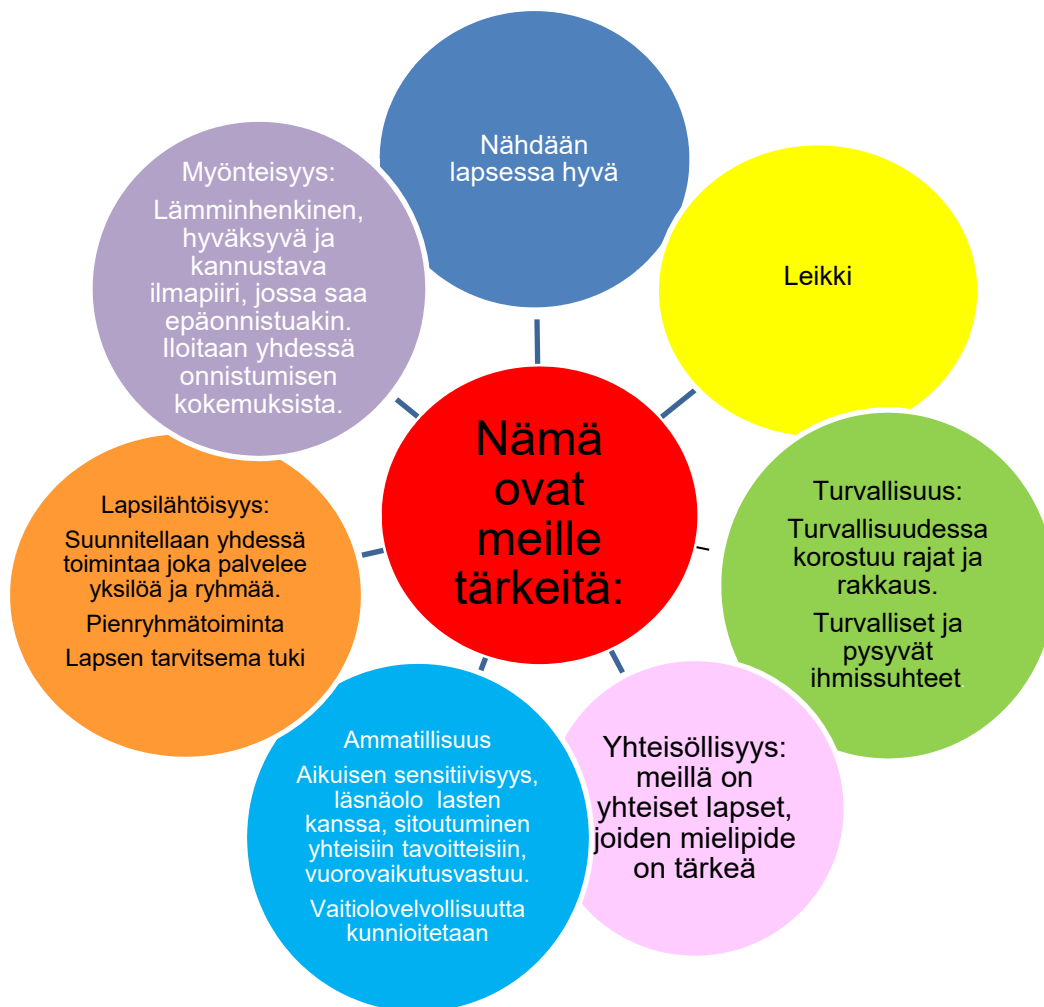 Nähdään
lapsessa hyvä
Leikki
Turvallisuus:
Turvallisuudessa
korostuu rajat ja
rakkaus.
Turvalliset ja
pysyvät
ihmissuhteet
Yhteisöllisyys:
meillä on
yhteiset lapset,
joiden mielipide
on tärkeä
Ammatillisuus
Aikuisen sensitiivisyys,
läsnäolo lasten
kanssa, sitoutuminen
yhteisiin tavoitteisiin,
vuorovaikutusvastuu.
Vaitiolovelvollisuutta
kunnioitetaan
Lapsilähtöisyys:
Suunnitellaan yhdessä
toimintaa joka palvelee
yksilöä ja ryhmää.
Pienryhmätoiminta
Lapsen tarvitsema tuki
Myönteisyys:
Lämminhenkinen,
hyväksyvä ja
kannustava
ilmapiiri, jossa saa
epäonnistuakin.
Iloitaan yhdessä
onnistumisen
kokemuksista.
Nämä
ovat
meille
tärkeitä: